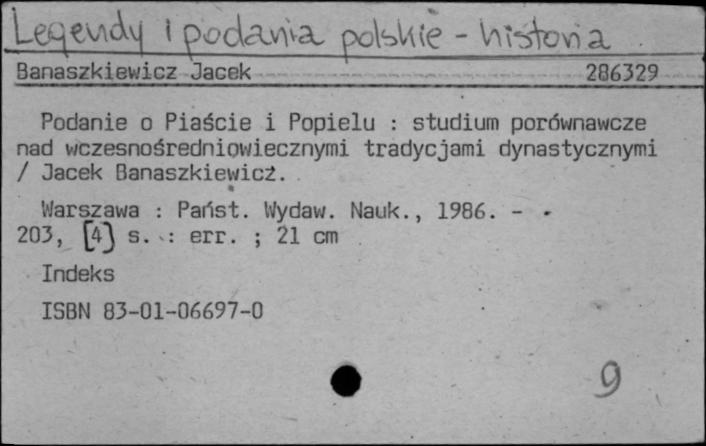 Legendy i podania polskie - historia
Banaszkiewicz Jacek 286329
Podanie o Piaście i Popielu : studium porównawcze
nad wczesnośredniowiecznymi tradycjami dynastycznymi
/ Jacek Banaszkiewicz.
Warszawa : Państ. Wydaw. Nauk., 1986. -
203, [4] s. : err. ; 21 cm
Indeks
ISBN 83-01-06697-0
9